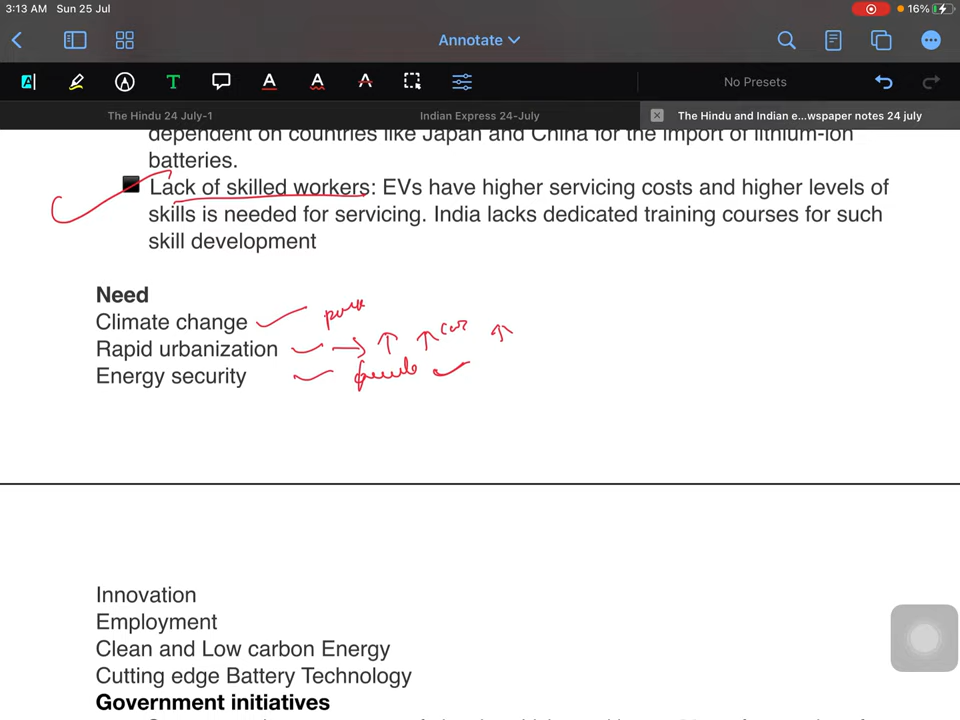 3:13 AM Sun 25 Jul 16%
Annotate
No Presets
The Hindu 24 July-1 Indian Express 24-July The Hindu and Indian e...wspaper notes 24 july
dependent on countries like Japan and China for the import of lithium-ion
batteries.
Lack of skilled workers: EVs have higher servicing costs and higher levels of
skills is needed for servicing. India lacks dedicated training courses for such
skill development
Need
Climate change
Rapid urbanization
Energy security
Innovation
Employment
Clean and Low carbon Energy
Cutting edge Battery Technology
Government initiatives